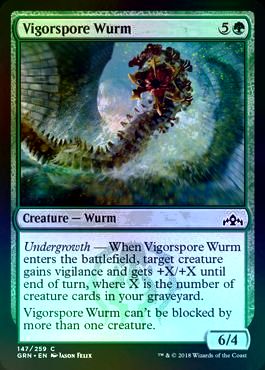 Vigorspore Wurm 5
Creature — Wurm
Undergrowth — When Vigorspore Wurm
enters the battlefield, target creature
gains vigilance and gets +X/+X until
end of turn, where X is the number of
creature cards in your graveyard.
Vigorspore Wurm can't be blocked by
more than one creature.
6/4
147/259 C
GRN • EN Jason Felix ™ & © 2018 Wizards of the Coast